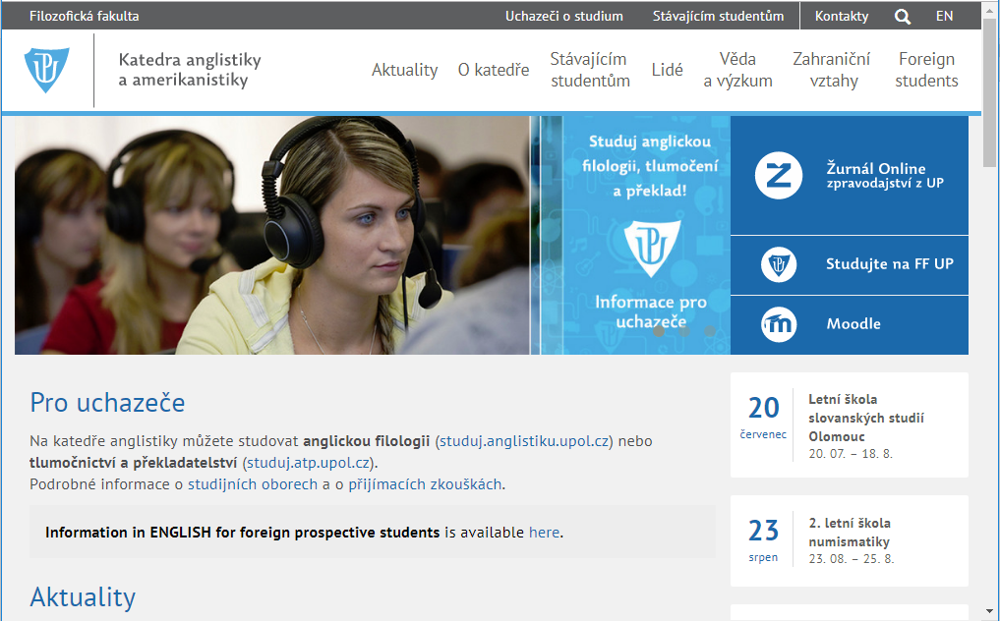 Filozofická fakulta
Uchazeči o studium
Stávajícím studentům
Kontakty
EN
Katedra anglistiky
a amerikanistiky
Aktuality
O katedře
Stávajícím
studentům
Lidé
Věda
a výzkum
Zahraniční
vztahy
Foreign
students
Studuj anglickou
filologii, tlumočení
a překlad!
Informace pro
uchazeče
Žurnál Online
zpravodajství z UP
Studujte na FF UP
Moodle
Pro uchazeče
Na katedře anglistiky můžete studovat anglickou filologii (studuj.anglistiku.upol.cz) nebo
tlumočnictví a překladatelství (studuj.atp.upol.cz).
Podrobné informace o studijních oborech a o přijímacích zkouškách.
Information in ENGLISH for foreign prospective students is available here.
Aktuality
20
červenec
Letní škola
slovanských studií
Olomouc
20. 07. – 18. 8.
23
srpen
2. letní škola
numismatiky
23. 08. – 25. 8.